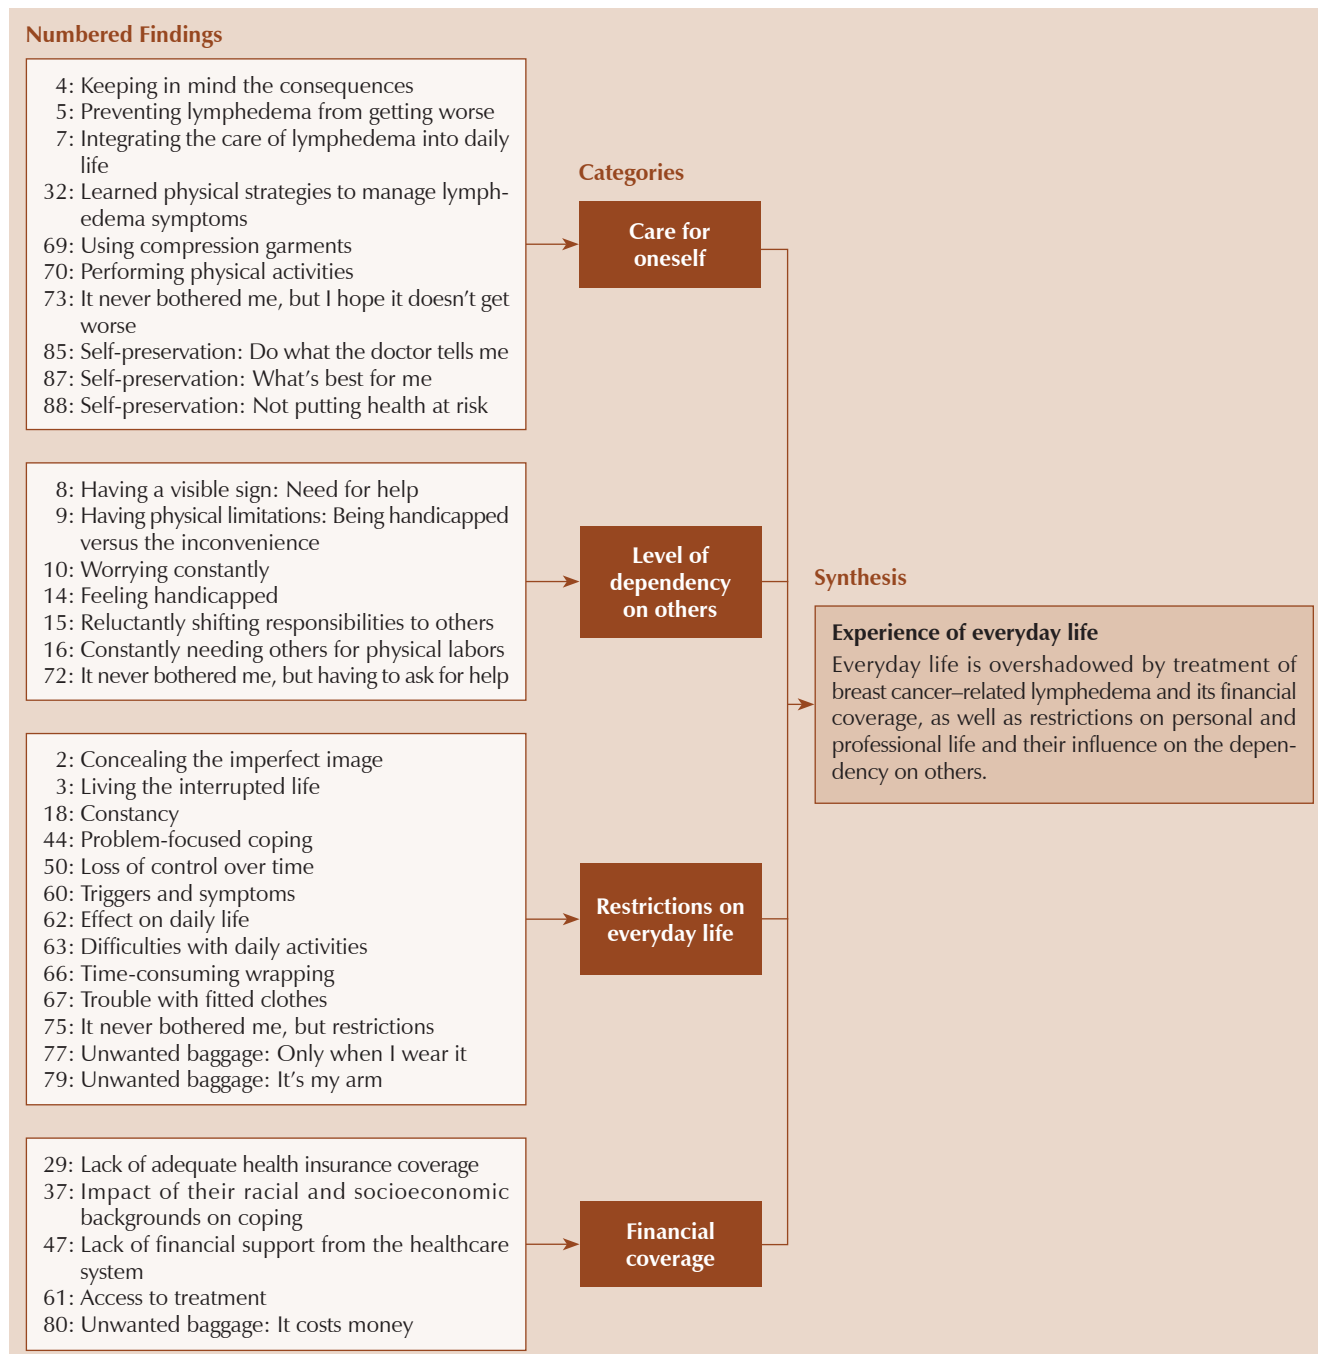 Numbered Findings
4: Keeping in mind the consequences
5: Preventing lymphedema from getting worse
7: Integrating the care of lymphedema into daily
life
32: Learned physical strategies to manage lymph-
edema symptoms
69: Using compression garments
70: Performing physical activities
73: It never bothered me, but I hope it doesn’t get
worse
85: Self-preservation: Do what the doctor tells me
87: Self-preservation: What’s best for me
88: Self-preservation: Not putting health at risk
8: Having a visible sign: Need for help
9: Having physical limitations: Being handicapped
versus the inconvenience
10: Worrying constantly
14: Feeling handicapped
15: Reluctantly shifting responsibilities to others
16: Constantly needing others for physical labors
72: It never bothered me, but having to ask for help
2: Concealing the imperfect image
3: Living the interrupted life
18: Constancy
44: Problem-focused coping
50: Loss of control over time
60: Triggers and symptoms
62: Effect on daily life
63: Difficulties with daily activities
66: Time-consuming wrapping
67: Trouble with fitted clothes
75: It never bothered me, but restrictions
77: Unwanted baggage: Only when I wear it
79: Unwanted baggage: It’s my arm
29: Lack of adequate health insurance coverage
37: Impact of their racial and socioeconomic
backgrounds on coping
47: Lack of financial support from the healthcare
system
61: Access to treatment
80: Unwanted baggage: It costs money
Categories
Care for
oneself
Level of
dependency
on others
Restrictions on
everyday life
Financial
coverage
Synthesis
Experience of everyday life
Everyday life is overshadowed by treatment of
breast cancer–related lymphedema and its financial
coverage, as well as restrictions on personal and
professional life and their influence on the depen-
dency on others.